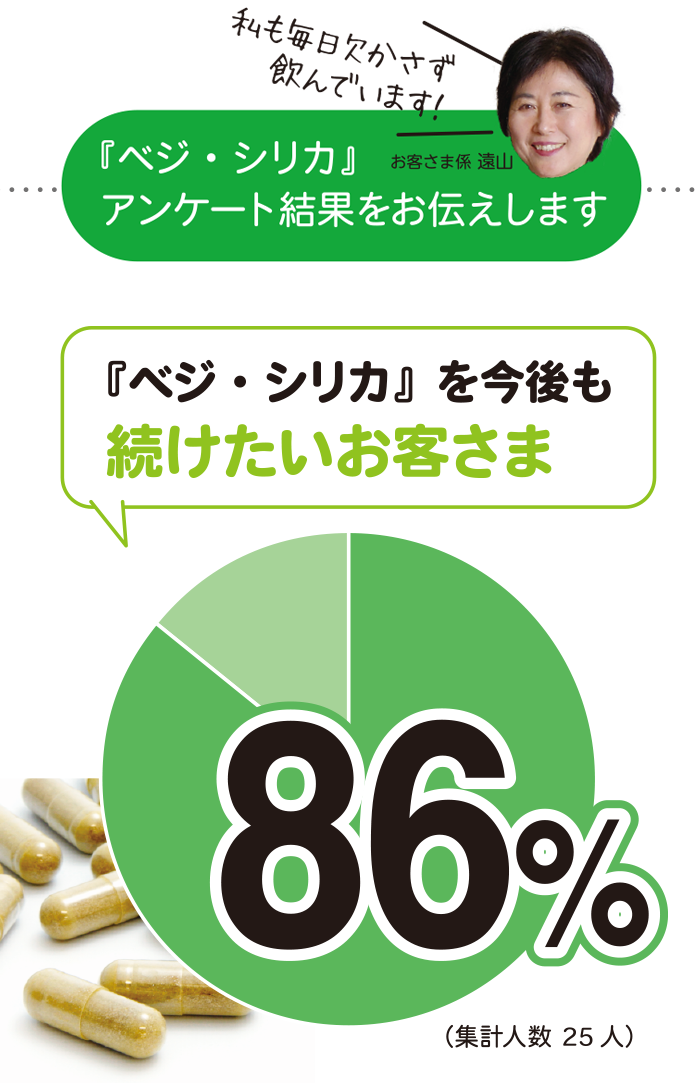 私も毎日欠かさず
飲んでいます!
お客さま係 遠山
『ベジ・シリカ』
アンケート結果をお伝えします
『ベジ・シリカ』を今後も
続けたいお客さま
86%
(集計人数 25人)